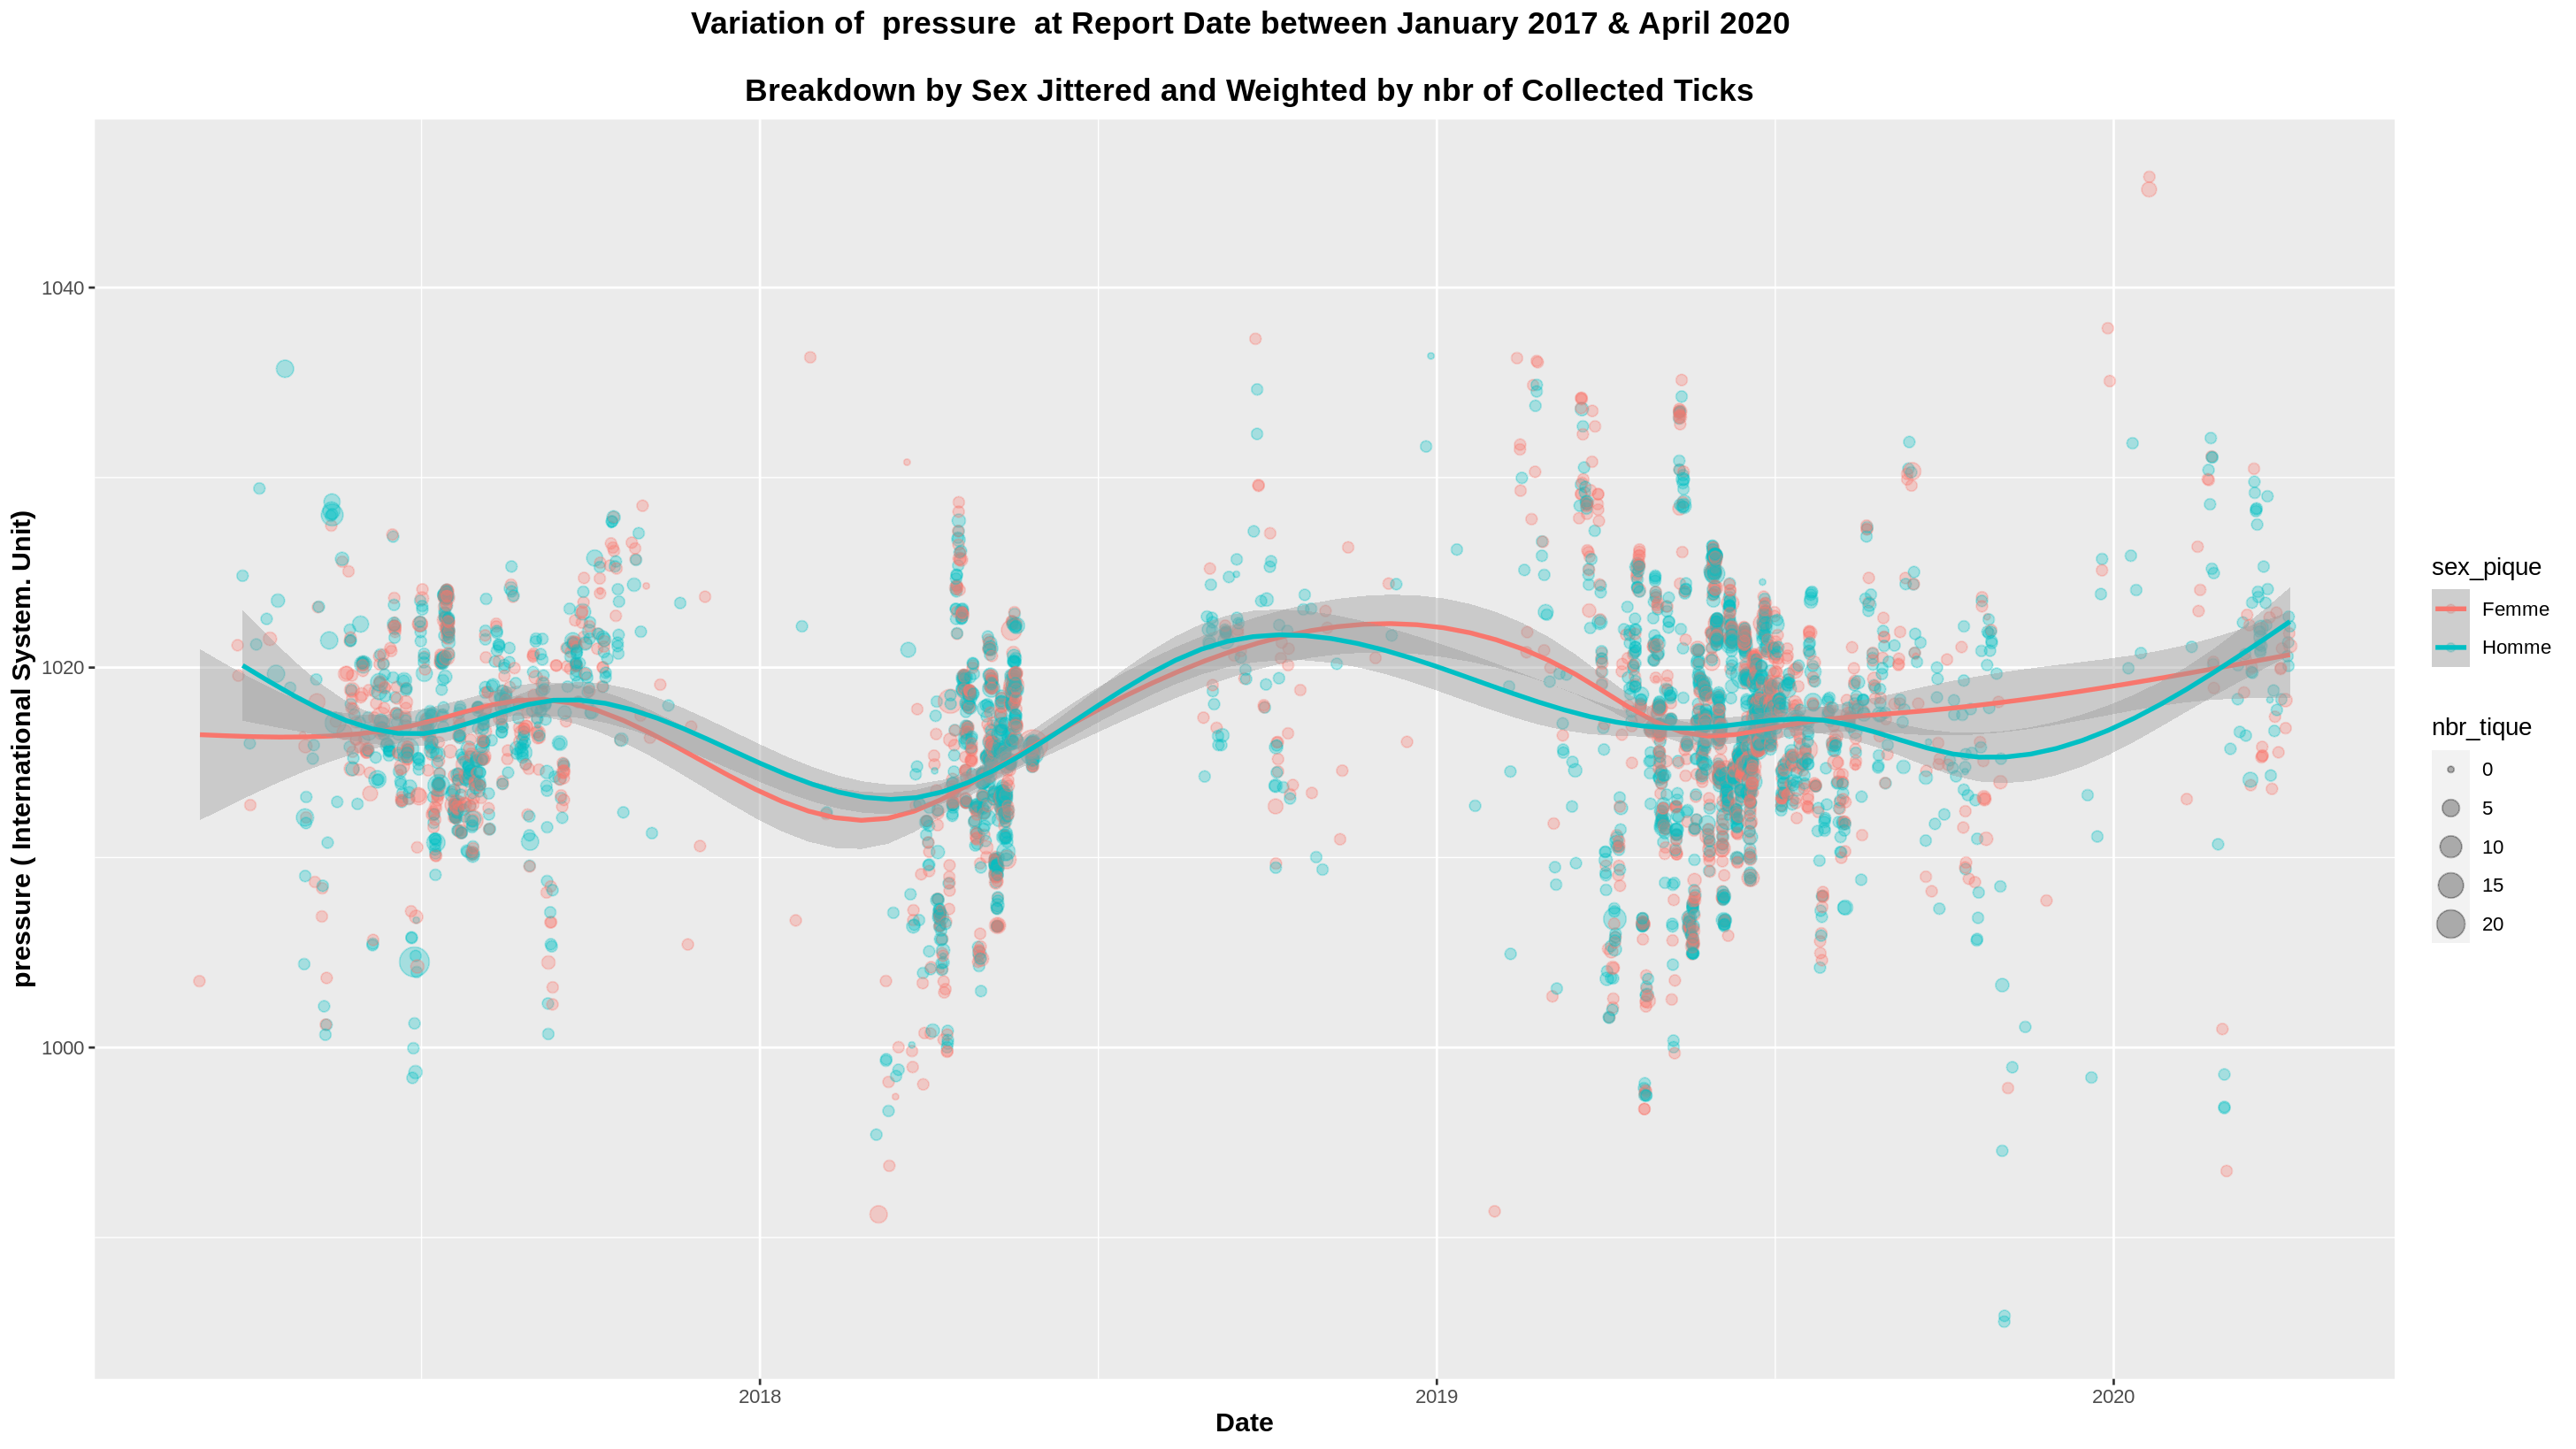 Variation of  pressure  at Report Date between January 2017 & April 2020
Breakdown by Sex Jittered and Weighted by nbr of Collected Ticks
pressure ( International System. Unit)
1040
1020
1000
2018
2019
2020
Date
sex_pique
Femme
Homme
nbr_tique
0
5
10
15
20